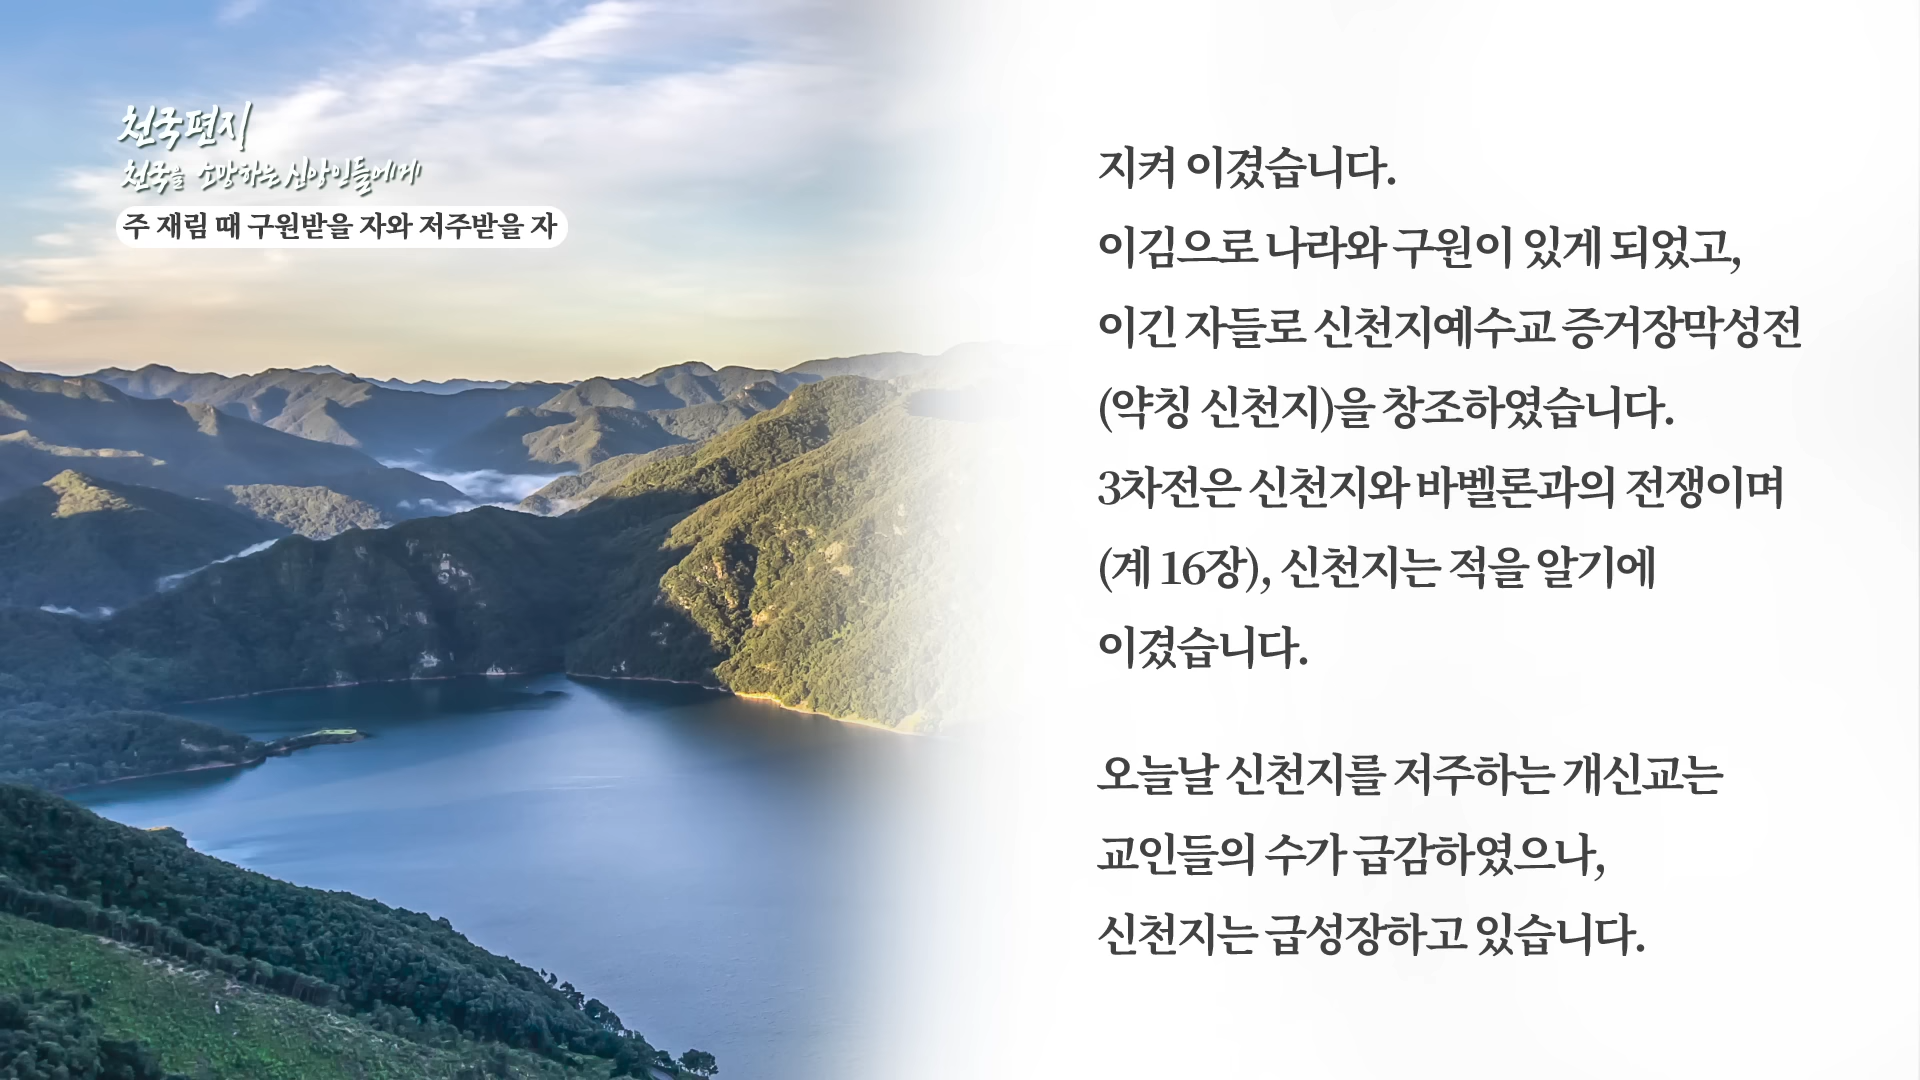 천국편지
천국을 소망하는 신앙인들에게
주 재림 때 구원받을 자와 저주받을 자
지켜 이겼습니다.
이김으로 나라와 구원이 있게 되었고,
이긴 자들로 신천지예수교 증거장막성전
(약칭 신천지)을 창조하였습니다.
3차전은 신천지와 바벨론과의 전쟁이며
(계 16장), 신천지는 적을 알기에
이겼습니다.
오늘날 신천지를 저주하는 개신교는
교인들의 수가 급감하였으나,
신천지는 급성장하고 있습니다.